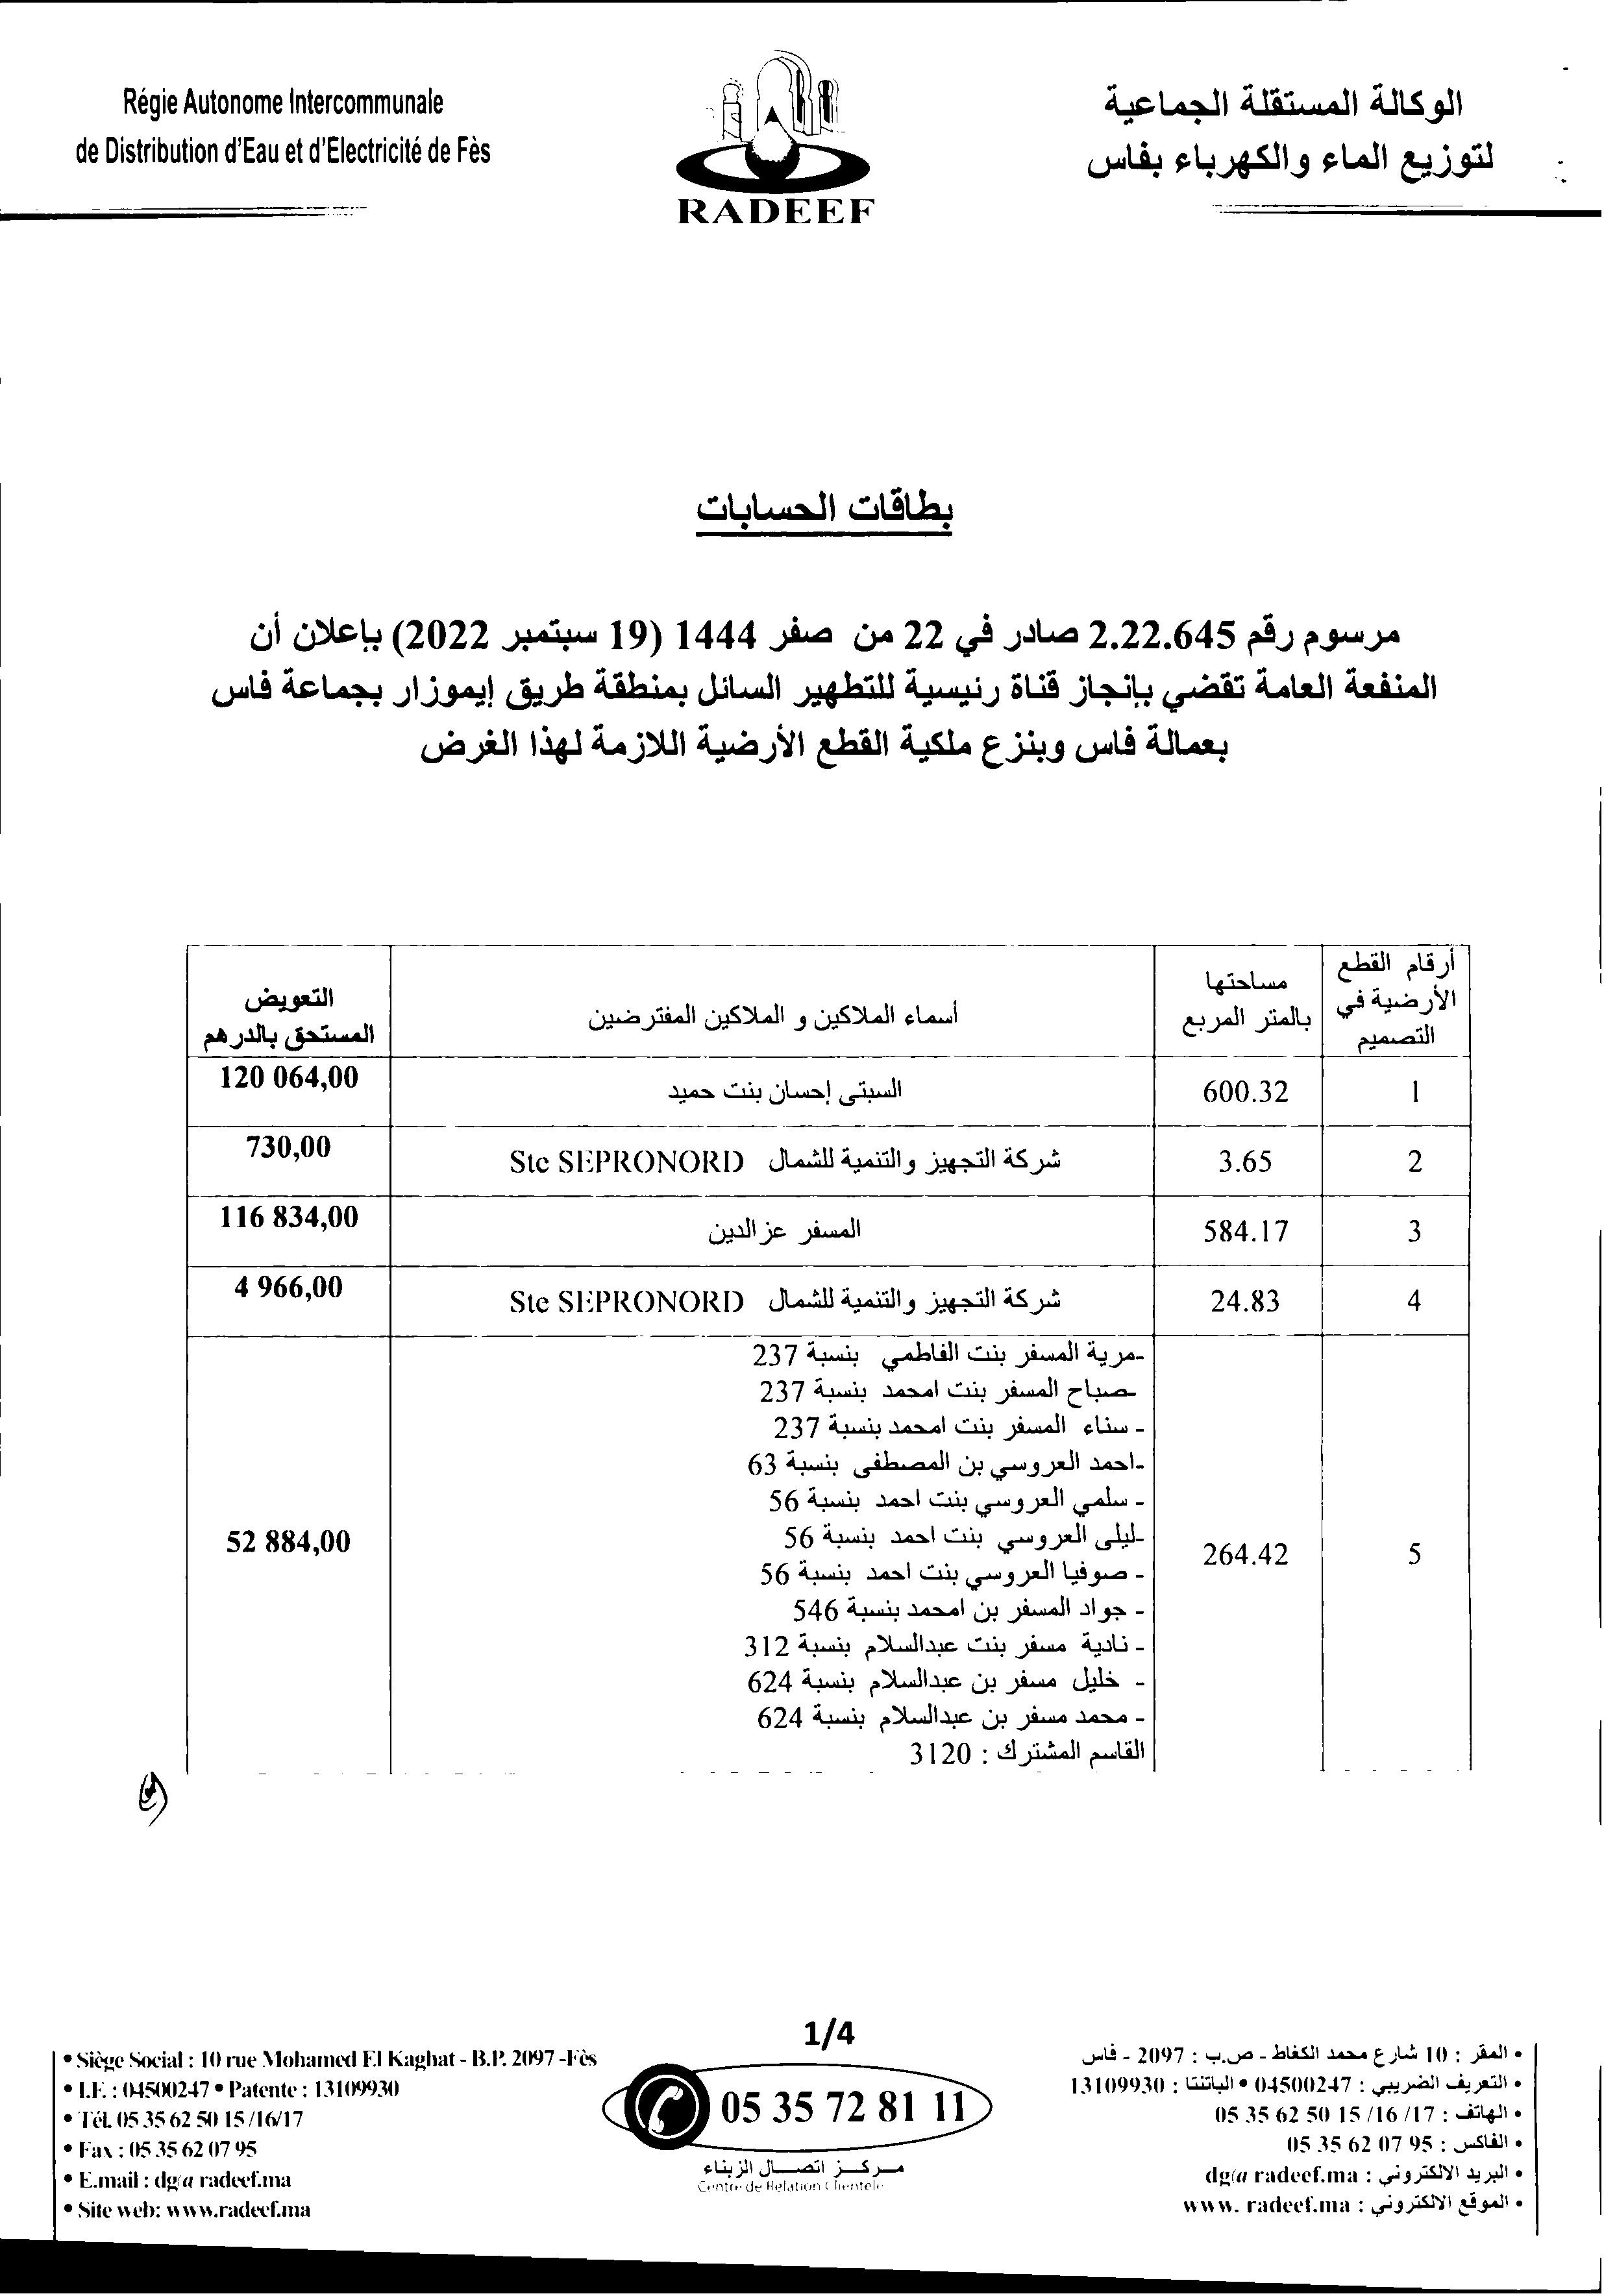 Régie Autonome Intercommunale
de Distribution d'Eau et d'Electricité de Fès
RADEEF
الوكالة المستقلة الجماعية
لتوزيع الماء والكهرباء بفاس
بطاقات الحسابات
مرسوم رقم 2.22.645 صادر في 22 من صفر 1444 (19 سبتمبر 2022) بإعلان أن
المنفعة العامة تقضي بإنجاز قناة رئيسية للتطهير السائل بمنطقة طريق إيموزار بجماعة فاس
بعمالة فاس وبنزع ملكية القطع الأرضية اللازمة لهذا الغرض
أرقام القطع
الأرضية في
التصميم
مساحتها
بالمتر المربع
أسماء الملاكين و الملاكين المفترضين
التعويض
المستحق بالدرهم
1 600.32 السبتى إحسان بنت حميد 120 064,00
2 3.65 شركة التجهيز والتنمية للشمال Ste SEPRONORD 730,00
3 584.17 المسفر عزالدين 116 834,00
4 24.83 شركة التجهيز والتنمية للشمال Ste SEPRONORD 4 966,00
5 264.42
-مرية المسفر بنت الفاطمي بنسبة 237
-صباح المسفر بنت امحمد بنسبة 237
- سناء المسفر بنت امحمد بنسبة 237
-احمد العروسي بن المصطفى بنسبة 63
- سلمي العروسي بنت احمد بنسبة 56
-ليلى العروسي بنت احمد بنسبة 56
- صوفيا العروسي بنت احمد بنسبة 56
- جواد المسفر بن امحمد بنسبة 546
- نادية مسفر بنت عبدالسلام بنسبة 312
- خليل مسفر بن عبدالسلام بنسبة 624
- محمد مسفر بن عبدالسلام بنسبة 624
القاسم المشترك : 3120
52 884,00
1/4
• Siège Social : 10 rue Mohamed El Kaghat - B.P. 2097 -Fès
• I.F. : 04500247 • Patente : 13109930
• Tél. 05 35 62 50 15 /16/17
• Fax : 05 35 62 07 95
• E.mail : dg@radeef.ma
• Site web: www.radeef.ma
05 35 72 81 11
مركز اتصال الزبناء
Centre de Relation Clientele
• المقر : 10 شارع محمد الكغاط - ص.ب : 2097 - فاس
• التعريف الضريبي : 04500247 • الباتنتا : 13109930
• الهاتف : 05 35 62 50 15 /16 /17
• الفاكس : 05 35 62 07 95
• البريد الالكتروني : dg@radeef.ma
• الموقع الالكتروني : www. radeef.ma